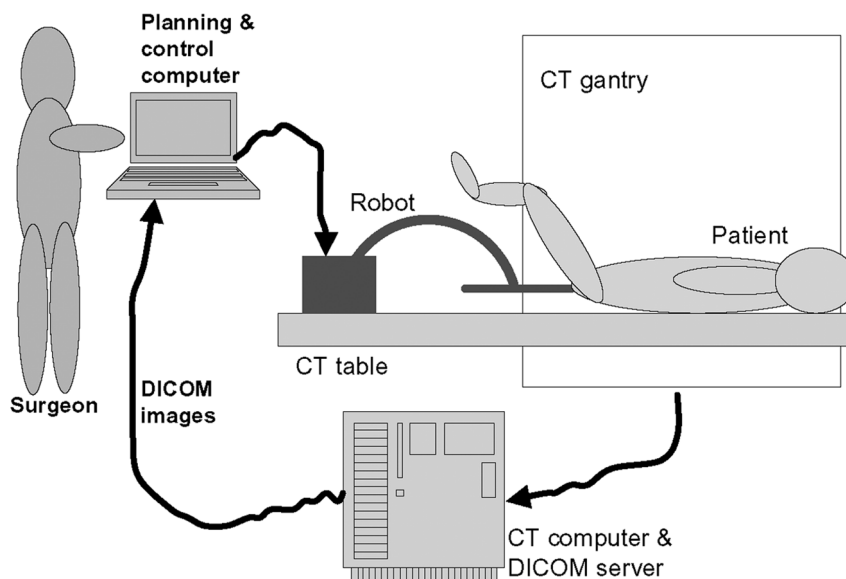 Planning &
control
computer
CT gantry
Robot
Patient
CT table
Surgeon
DICOM
images
CT computer &
DICOM server